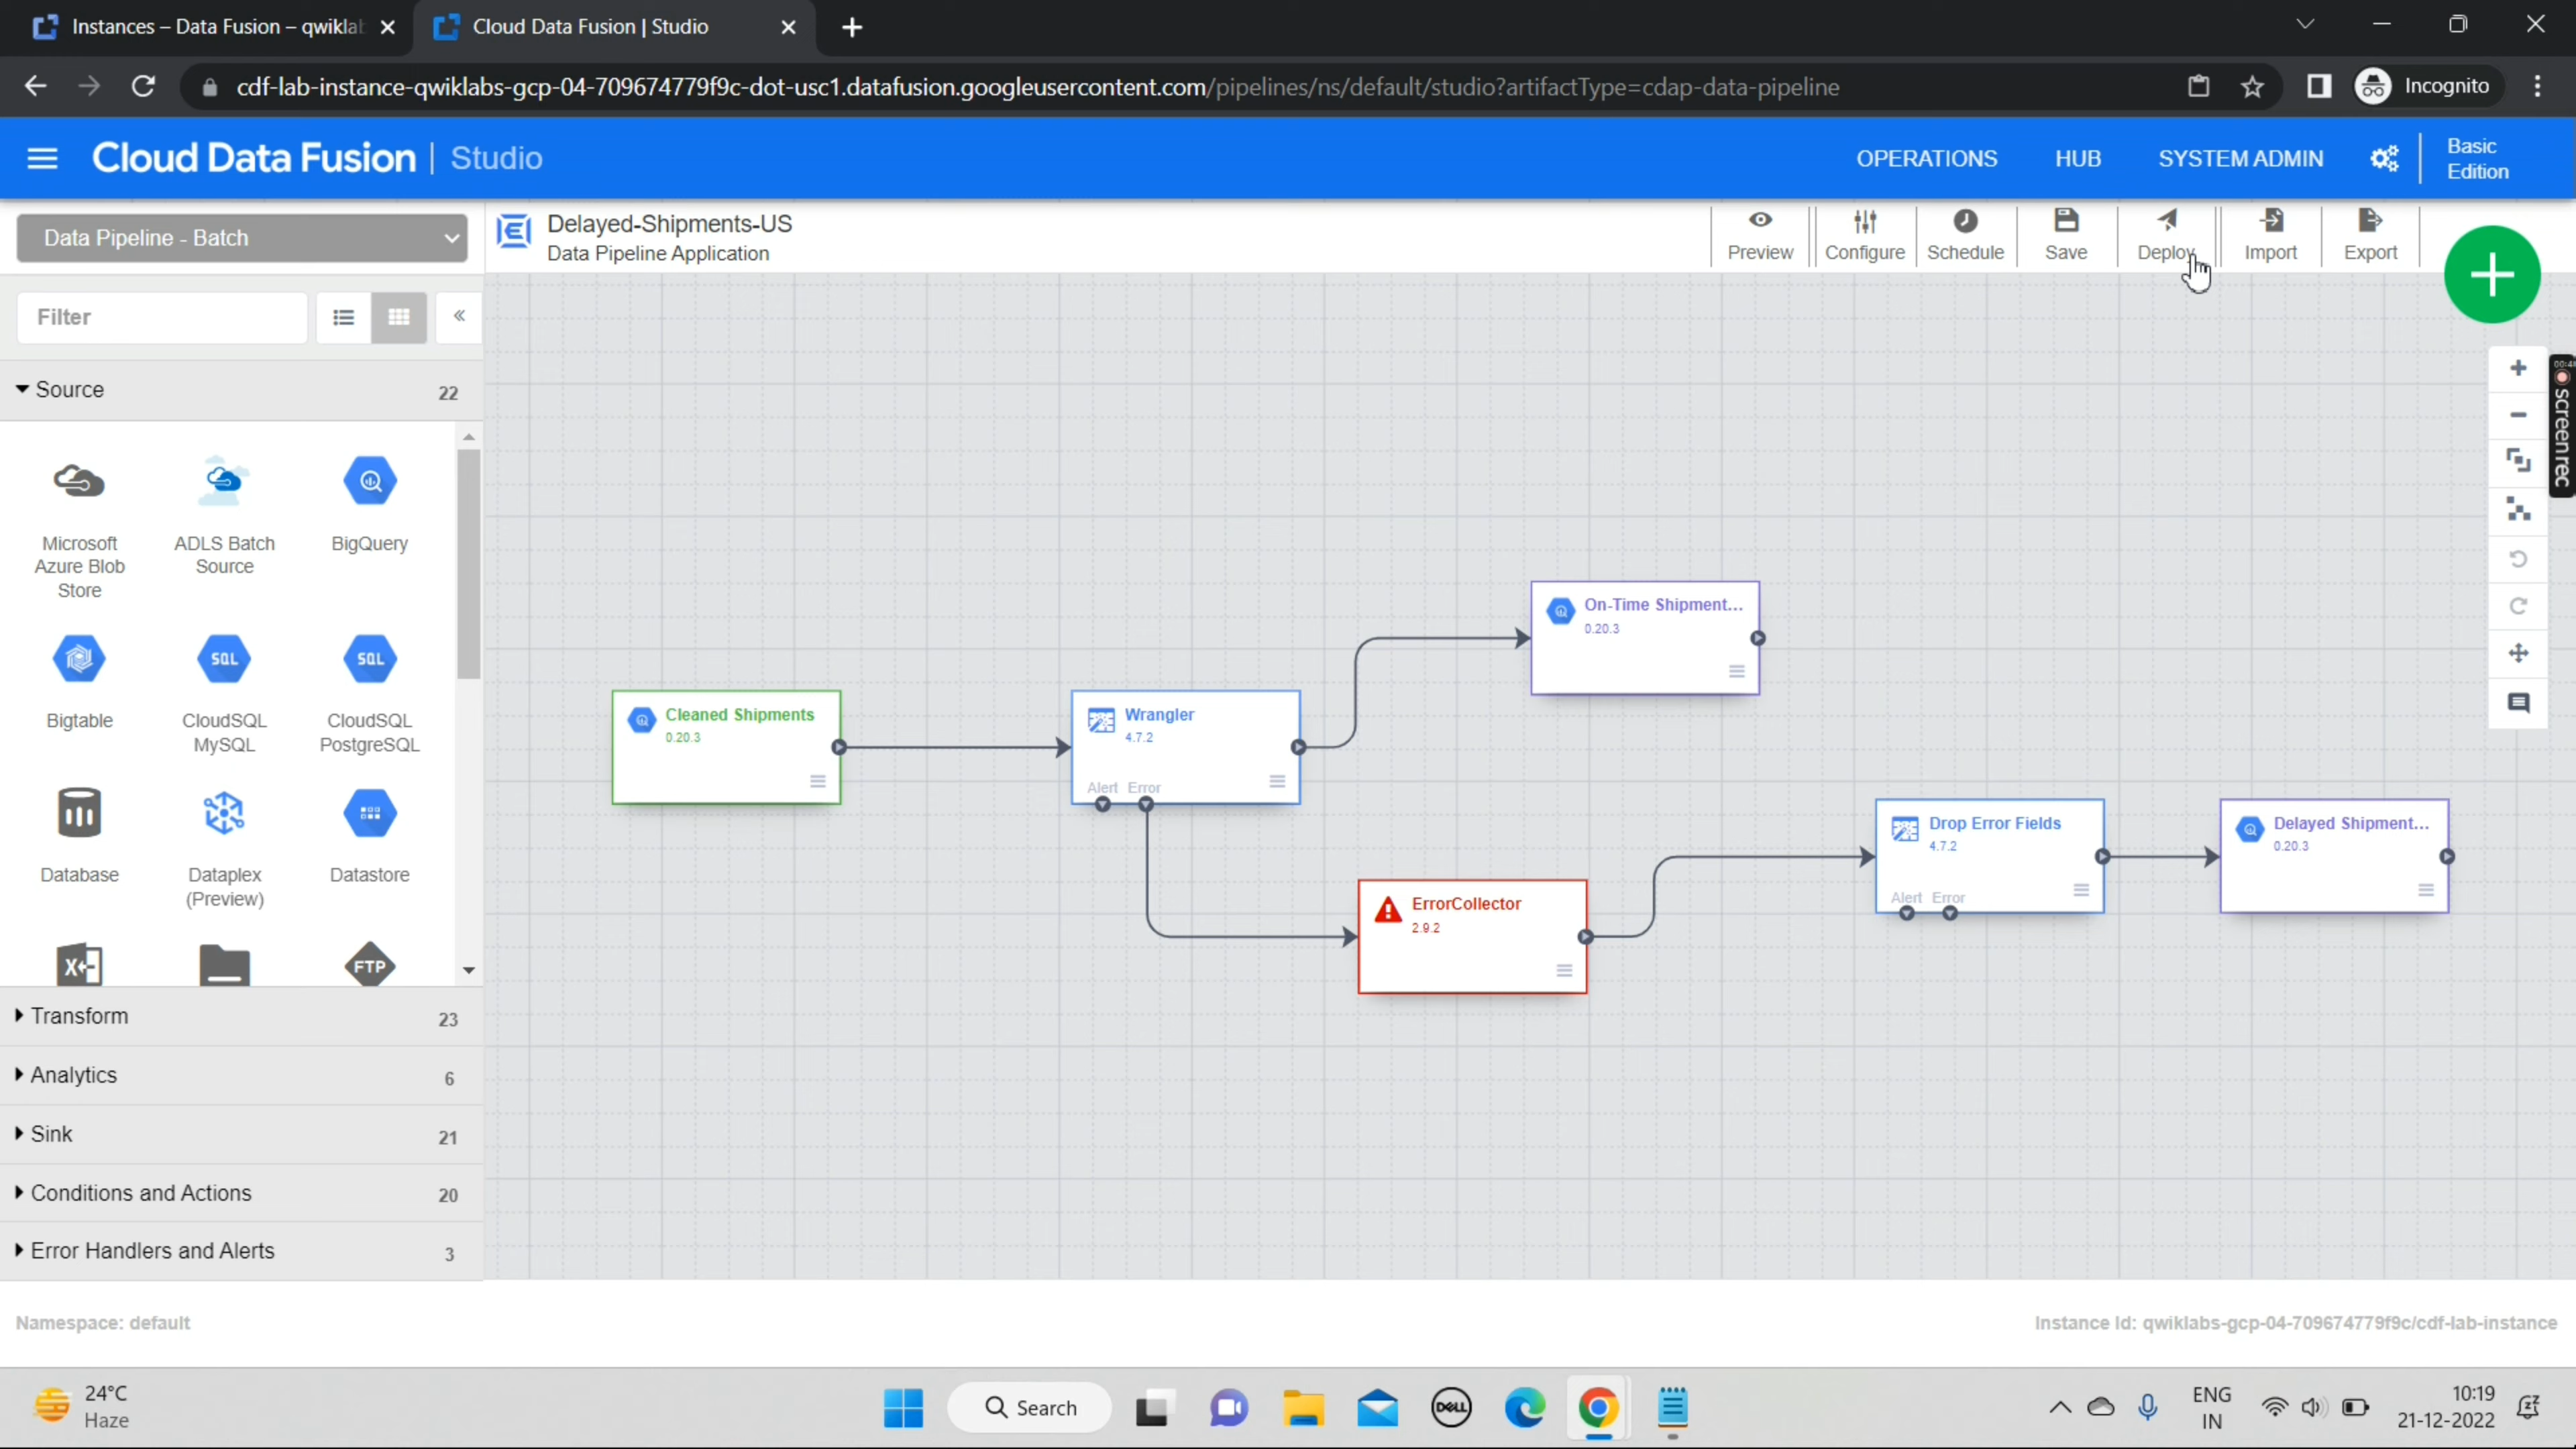 Instances – Data Fusion – qwiklab
Cloud Data Fusion | Studio
cdf-lab-instance-qwiklabs-gcp-04-709674779f9c-dot-usc1.datafusion.googleusercontent.com/pipelines/ns/default/studio?artifactType=cdap-data-pipeline
Incognito
Cloud Data Fusion | Studio
OPERATIONS
HUB
SYSTEM ADMIN
Basic
Edition
Data Pipeline - Batch
Delayed-Shipments-US
Data Pipeline Application
Preview
Configure
Schedule
Save
Deploy
Import
Export
Filter
Source
22
Microsoft
Azure Blob
Store
ADLS Batch
Source
BigQuery
SQL
SQL
Bigtable
CloudSQL
MySQL
CloudSQL
PostgreSQL
Database
Dataplex
(Preview)
Datastore
FTP
Transform
23
Analytics
6
Sink
21
Conditions and Actions
20
Error Handlers and Alerts
3
Cleaned Shipments
0.20.3
Wrangler
4.7.2
Alert Error
On-Time Shipment...
0.20.3
ErrorCollector
2.9.2
Drop Error Fields
4.7.2
Alert Error
Delayed Shipment...
0.20.3
screenrec
Namespace: default
Instance Id: qwiklabs-gcp-04-709674779f9c/cdf-lab-instance
24°C
Haze
Search
DELL
ENG
IN
10:19
21-12-2022